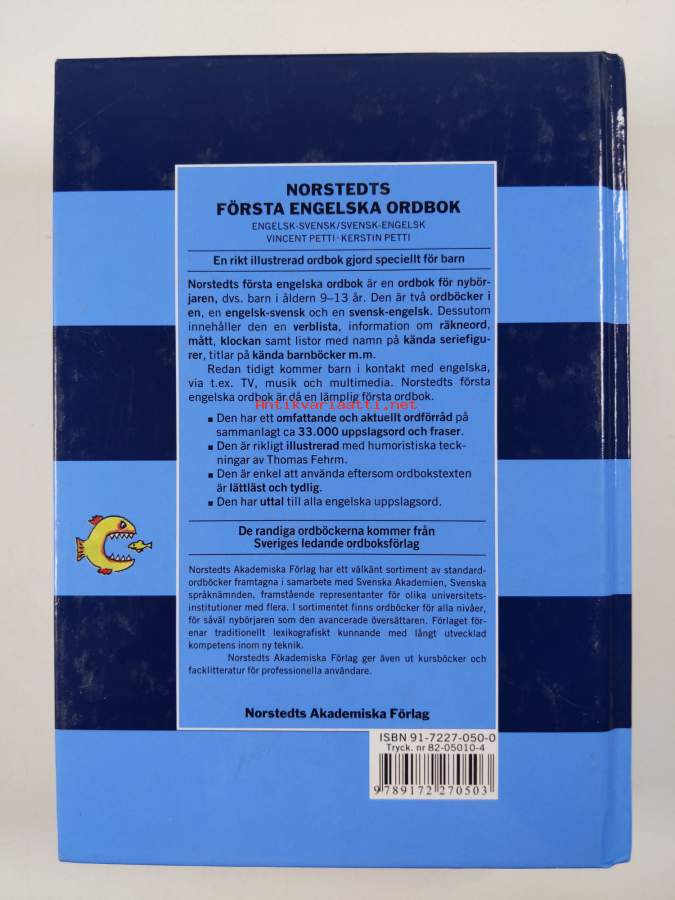 NORSTEDTS
FÖRSTA ENGELSKA ORDBOK
ENGELSK-SVENSK/SVENSK-ENGELSK
VINCENT PETTI · KERSTIN PETTI
En rikt illustrerad ordbok gjord speciellt för barn
Norstedts första engelska ordbok är en ordbok för nybör-
jaren, dvs. barn i åldern 9–13 år. Den är två ordböcker i
en, en engelsk-svensk och en svensk-engelsk. Dessutom
innehåller den en verblista, information om räkneord,
mått, klockan samt listor med namn på kända seriefigu-
rer, titlar på kända barnböcker m.m.
Redan tidigt kommer barn i kontakt med engelska,
via t.ex. TV, musik och multimedia. Norstedts första
engelska ordbok är då en lämplig första ordbok.
Antikvariaatti.net
▪ Den har ett omfattande och aktuellt ordförråd på
sammanlagt ca 33.000 uppslagsord och fraser.
▪ Den är rikligt illustrerad med humoristiska teck-
ningar av Thomas Fehrm.
▪ Den är enkel att använda eftersom ordbokstexten
är lättläst och tydlig.
▪ Den har uttal till alla engelska uppslagsord.
De randiga ordböckerna kommer från
Sveriges ledande ordboksförlag
Norstedts Akademiska Förlag har ett välkänt sortiment av standard-
ordböcker framtagna i samarbete med Svenska Akademien, Svenska
språknämnden, framstående representanter för olika universitets-
institutioner med flera. I sortimentet finns ordböcker för alla nivåer,
för såväl nybörjaren som den avancerade översättaren. Förlaget för-
enar traditionellt lexikografiskt kunnande med långt utvecklad
kompetens inom ny teknik.
Norstedts Akademiska Förlag ger även ut kursböcker och
facklitteratur för professionella användare.
Norstedts Akademiska Förlag
ISBN 91-7227-050-0
Tryck. nr 82-05010-4
9789172270503